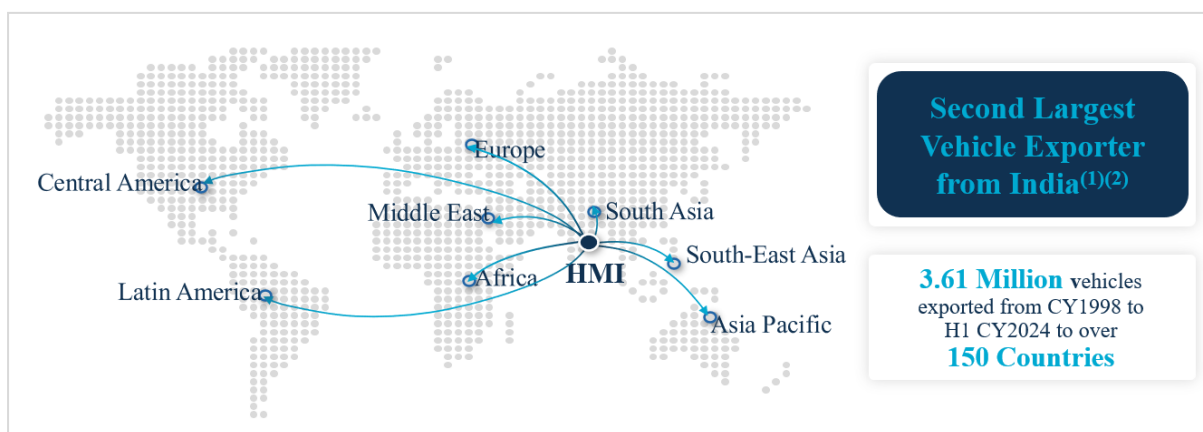 Europe
Central America
Middle East
South Asia
South-East Asia
HMI
Africa
Latin America
Asia Pacific
Second Largest
Vehicle Exporter
from India(1)(2)
3.61 Million vehicles
exported from CY1998 to
H1 CY2024 to over
150 Countries